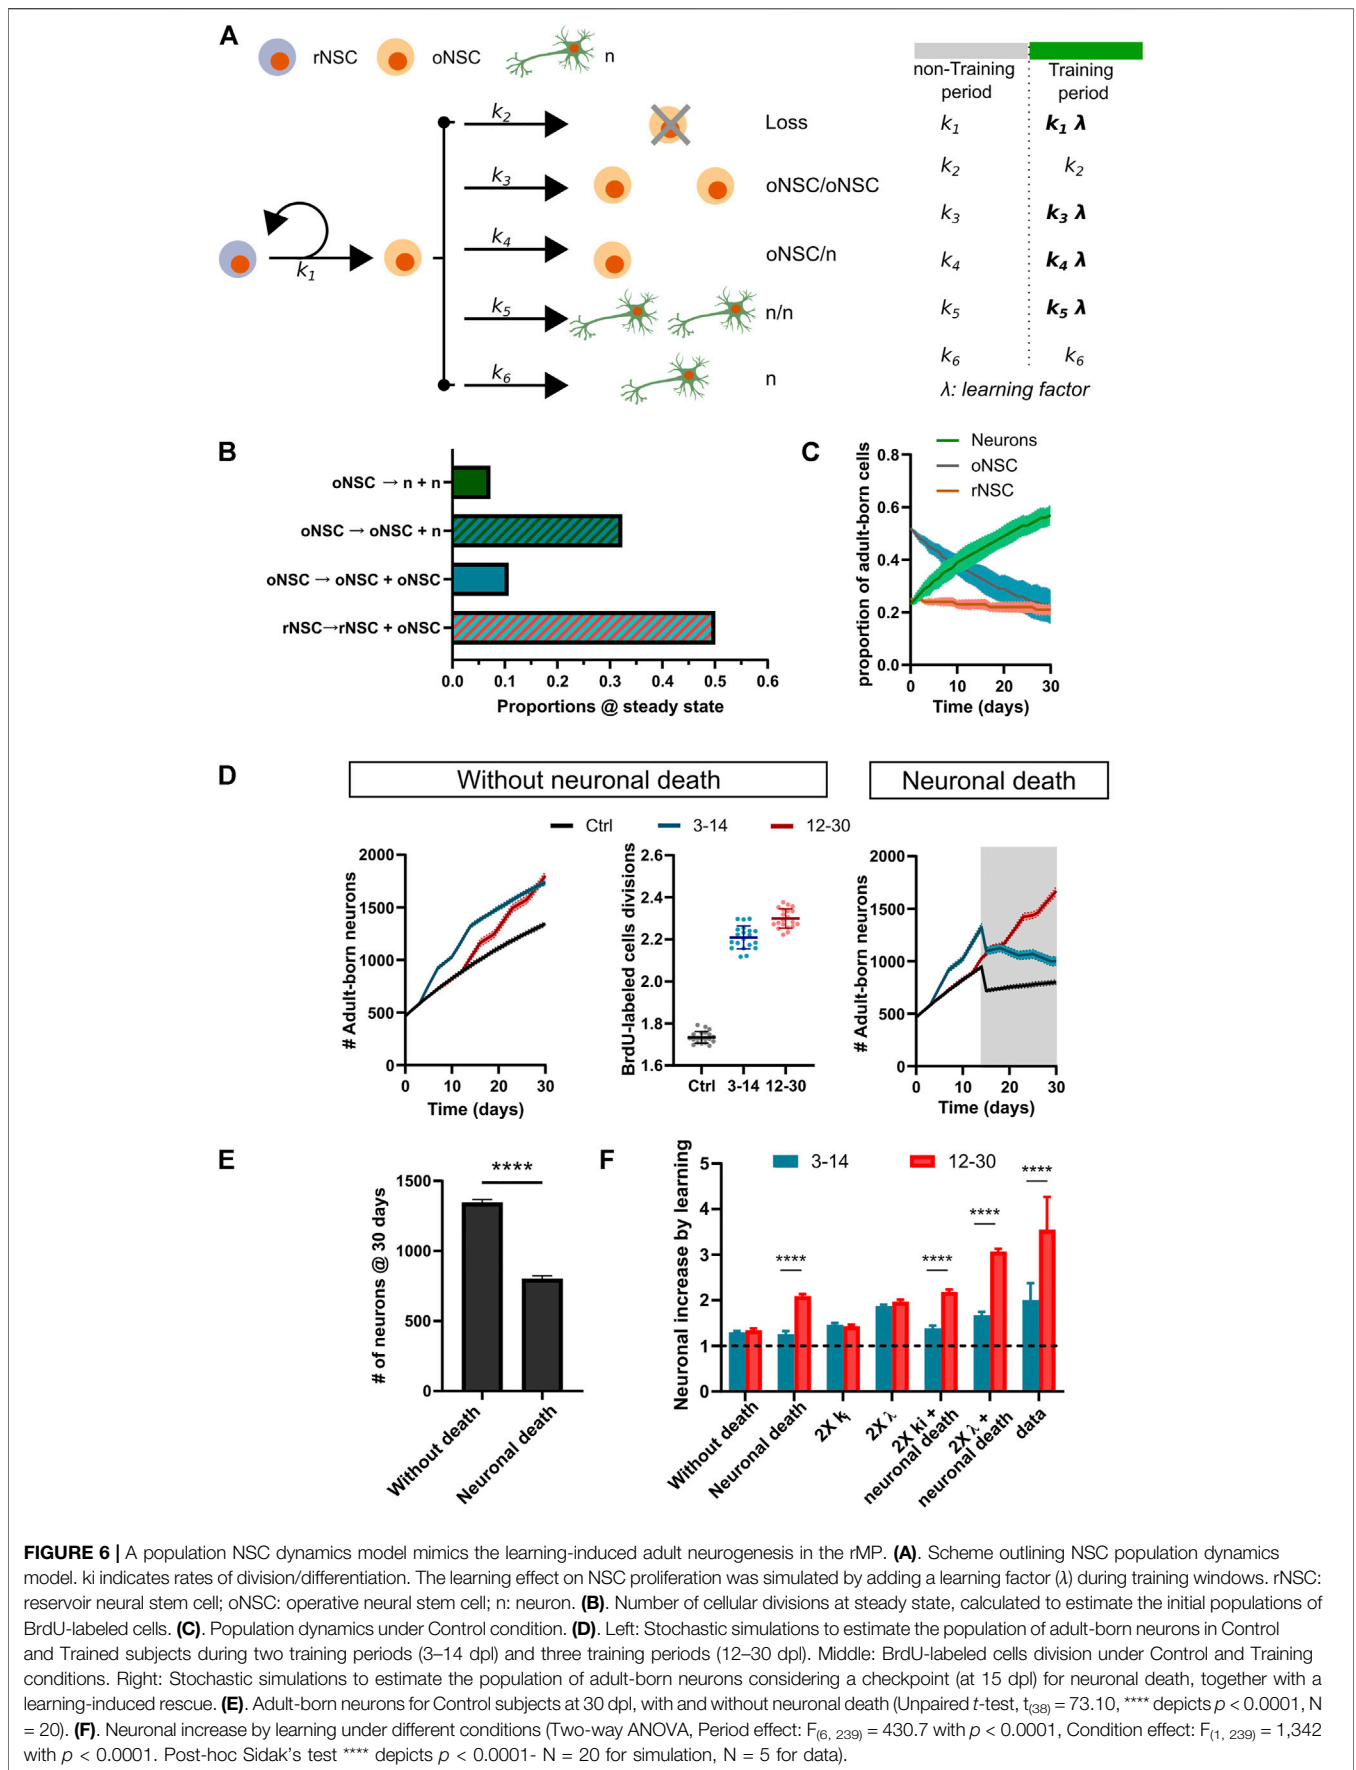 A
rNSC
oNSC
n
non-Training period
Training period
k2
Loss
k1
k1 λ
k2
k2
k3
oNSC/oNSC
k3
k3 λ
k4
oNSC/n
k4
k4 λ
k1
k5
n/n
k5
k5 λ
k6
n
k6
k6
λ: learning factor
B
oNSC → n + n
oNSC → oNSC + n
oNSC → oNSC + oNSC
rNSC→rNSC + oNSC
0.0 0.1 0.2 0.3 0.4 0.5 0.6
Proportions @ steady state
C
Neurons
oNSC
rNSC
proportion of adult-born cells
0.8
0.6
0.4
0.2
0.0
0 10 20 30
Time (days)
D
Without neuronal death
Neuronal death
Ctrl 3-14 12-30
# Adult-born neurons
2000
1500
1000
500
0
0 10 20 30
Time (days)
BrdU-labeled cells divisions
2.6
2.4
2.2
2.0
1.8
1.6
Ctrl 3-14 12-30
# Adult-born neurons
2000
1500
1000
500
0
0 10 20 30
Time (days)
E
****
# of neurons @ 30 days
1500
1000
500
0
Without death
Neuronal death
F
3-14
12-30
Neuronal increase by learning
5
4
3
2
1
0
****
****
****
****
Without death
Neuronal death
2X ki
2X λ
2X ki +
neuronal death
2X λ +
neuronal death
data
FIGURE 6 | A population NSC dynamics model mimics the learning-induced adult neurogenesis in the rMP. (A). Scheme outlining NSC population dynamics
model. ki indicates rates of division/differentiation. The learning effect on NSC proliferation was simulated by adding a learning factor (λ) during training windows. rNSC:
reservoir neural stem cell; oNSC: operative neural stem cell; n: neuron. (B). Number of cellular divisions at steady state, calculated to estimate the initial populations of
BrdU-labeled cells. (C). Population dynamics under Control condition. (D). Left: Stochastic simulations to estimate the population of adult-born neurons in Control
and Trained subjects during two training periods (3–14 dpl) and three training periods (12–30 dpl). Middle: BrdU-labeled cells division under Control and Training
conditions. Right: Stochastic simulations to estimate the population of adult-born neurons considering a checkpoint (at 15 dpl) for neuronal death, together with a
learning-induced rescue. (E). Adult-born neurons for Control subjects at 30 dpl, with and without neuronal death (Unpaired t-test, t(38) = 73.10, **** depicts p < 0.0001, N
= 20). (F). Neuronal increase by learning under different conditions (Two-way ANOVA, Period effect: F(6, 239) = 430.7 with p < 0.0001, Condition effect: F(1, 239) = 1,342
with p < 0.0001. Post-hoc Sidak's test **** depicts p < 0.0001- N = 20 for simulation, N = 5 for data).